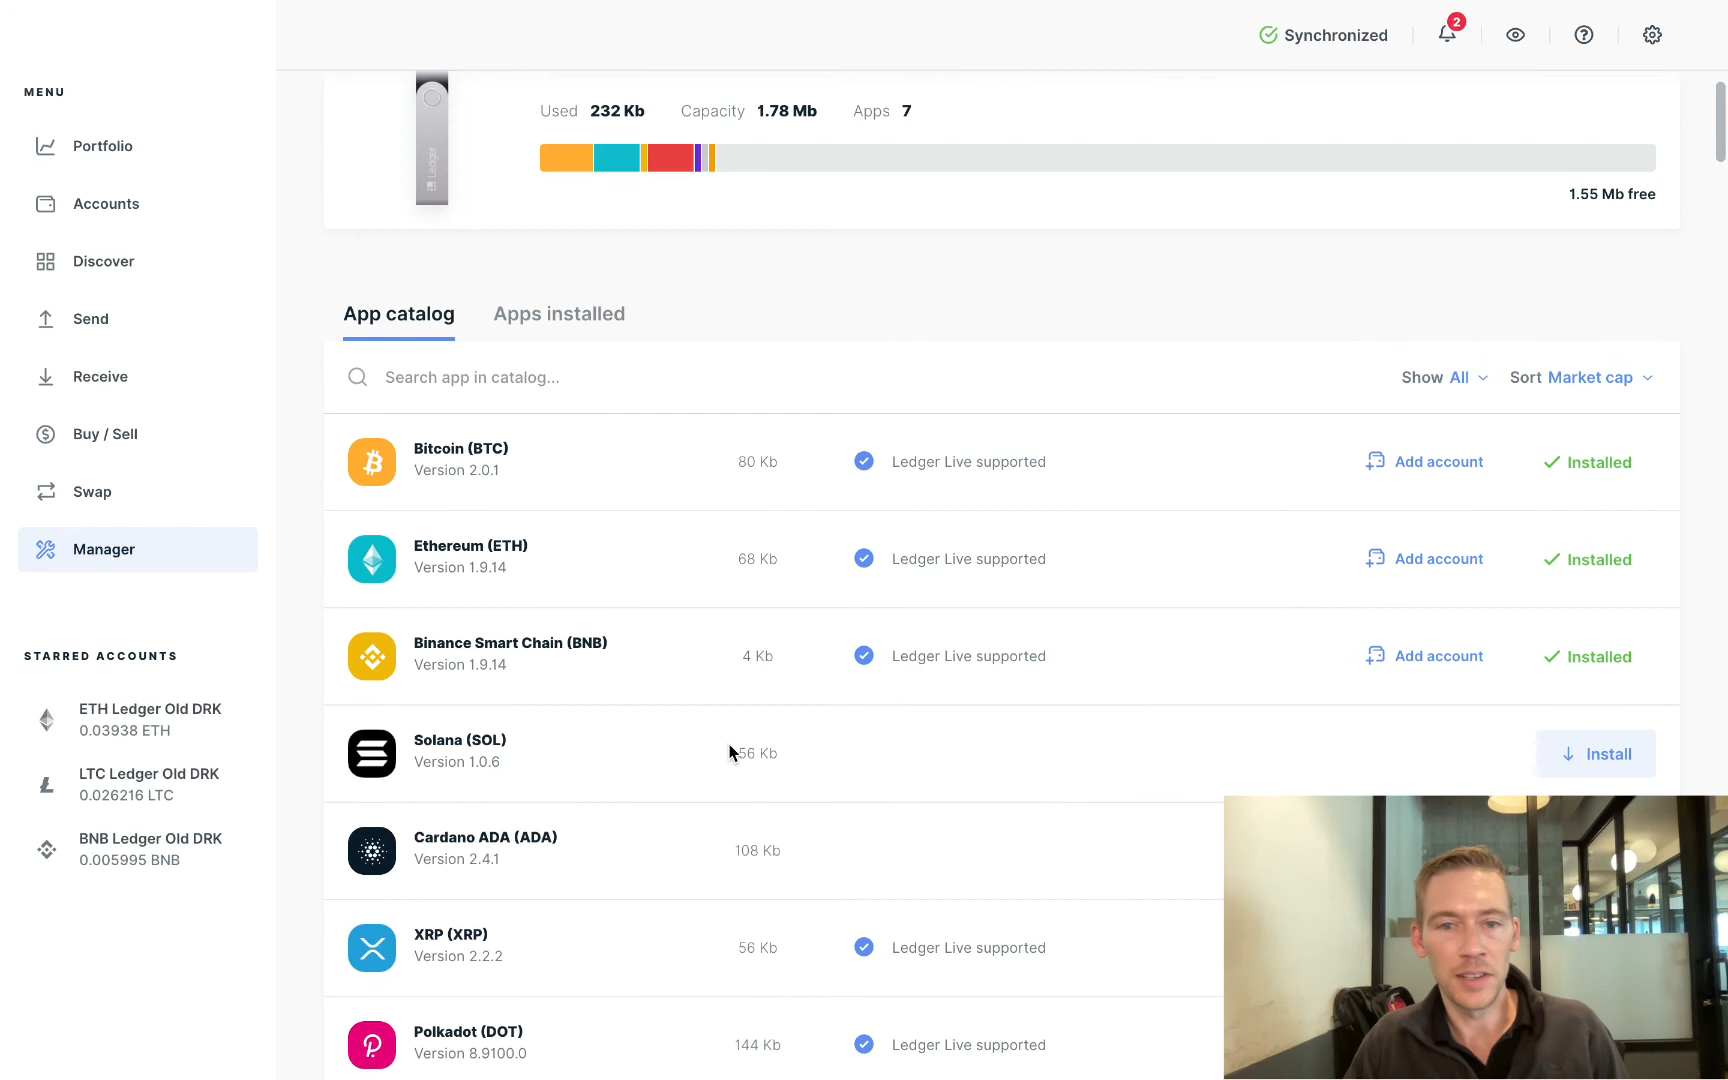 Synchronized
2
MENU
Portfolio
Accounts
Discover
Send
Receive
Buy / Sell
Swap
Manager
STARRED ACCOUNTS
ETH Ledger Old DRK
0.03938 ETH
LTC Ledger Old DRK
0.026216 LTC
BNB Ledger Old DRK
0.005995 BNB
Ledger
Used 232 Kb Capacity 1.78 Mb Apps 7
1.55 Mb free
App catalog Apps installed
Search app in catalog...
Show All Sort Market cap
Bitcoin (BTC)
Version 2.0.1
80 Kb
Ledger Live supported
Add account
Installed
Ethereum (ETH)
Version 1.9.14
68 Kb
Ledger Live supported
Add account
Installed
Binance Smart Chain (BNB)
Version 1.9.14
4 Kb
Ledger Live supported
Add account
Installed
Solana (SOL)
Version 1.0.6
56 Kb
Install
Cardano ADA (ADA)
Version 2.4.1
108 Kb
XRP (XRP)
Version 2.2.2
56 Kb
Ledger Live supported
Polkadot (DOT)
Version 8.9100.0
144 Kb
Ledger Live supported